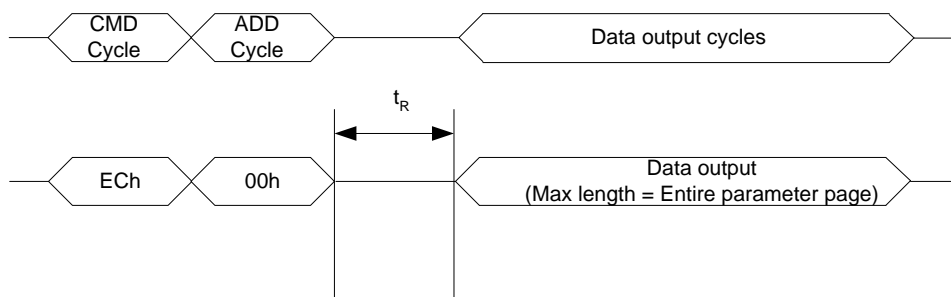 CMD
Cycle
ADD
Cycle
Data output cycles
tR
ECh
00h
Data output
(Max length = Entire parameter page)